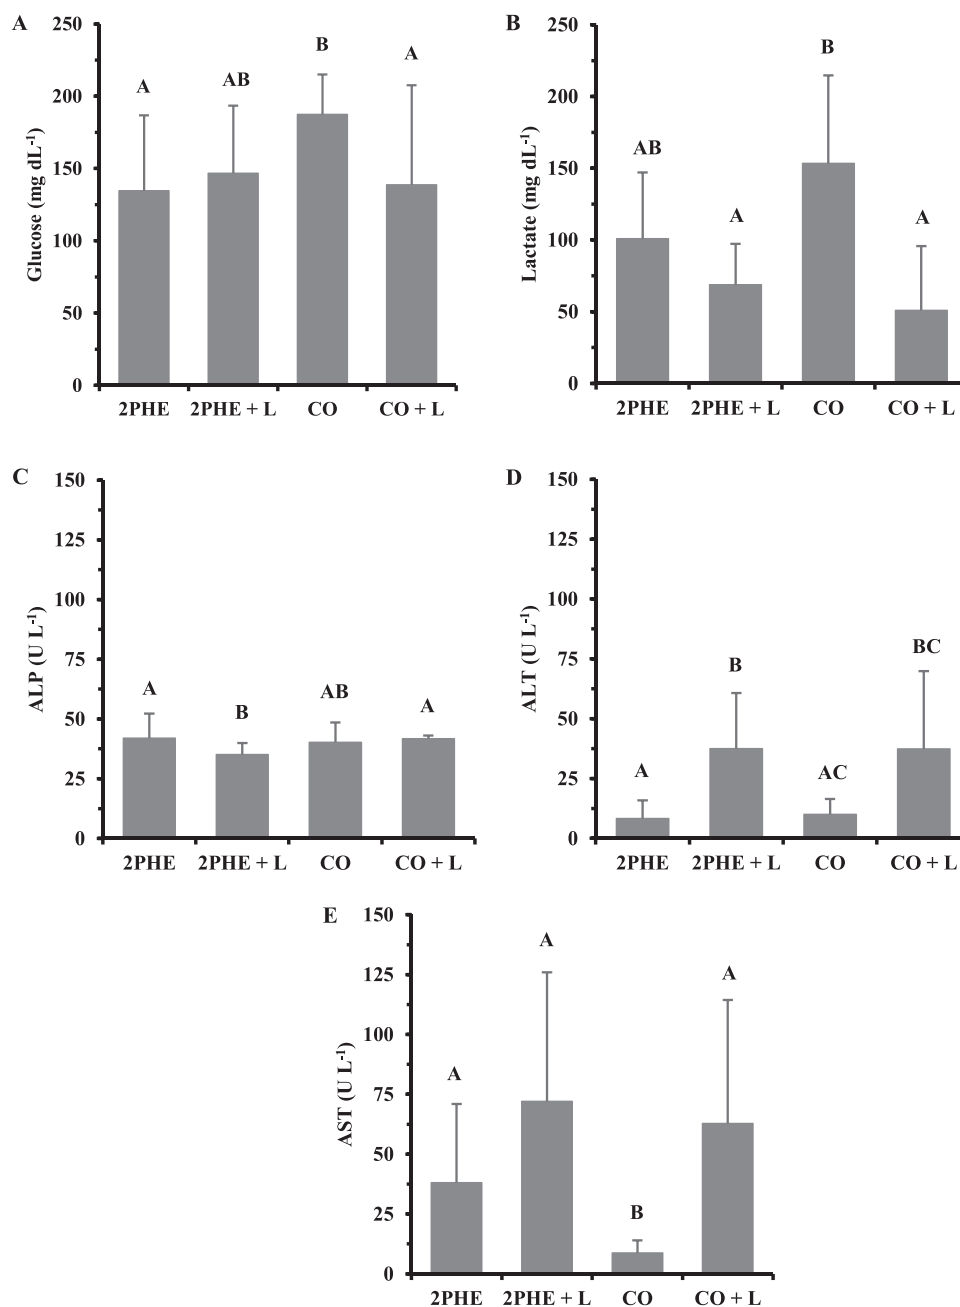 A
Glucose (mg dL-1)
250
200
150
100
50
0
A
AB
B
A
2PHE 2PHE + L CO CO + L
B
Lactate (mg dL-1)
250
200
150
100
50
0
AB
A
B
A
2PHE 2PHE + L CO CO + L
C
ALP (U L-1)
150
125
100
75
50
25
0
A
B
AB
A
2PHE 2PHE + L CO CO + L
D
ALT (U L-1)
150
125
100
75
50
25
0
A
B
AC
BC
2PHE 2PHE + L CO CO + L
E
AST (U L-1)
150
125
100
75
50
25
0
A
A
B
A
2PHE 2PHE + L CO CO + L